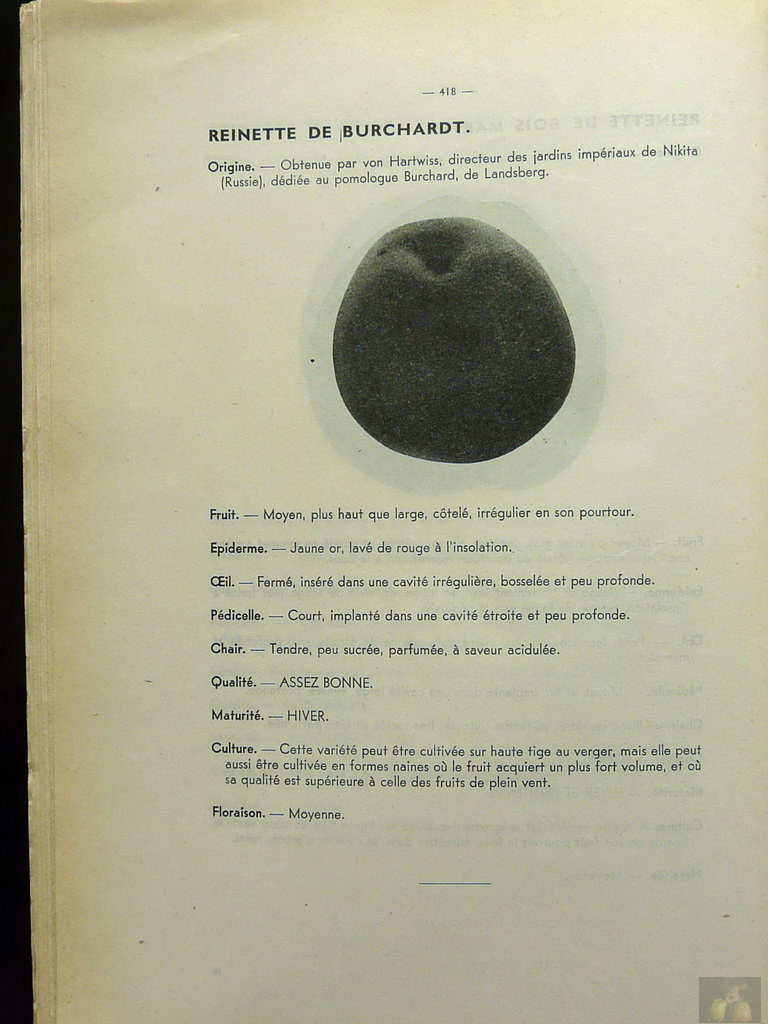 — 418 —
REINETTE DE BURCHARDT.
Origine. — Obtenue par von Hartwiss, directeur des jardins impériaux de Nikita
(Russie), dédiée au pomologue Burchard, de Landsberg.
Fruit. — Moyen, plus haut que large, côtelé, irrégulier en son pourtour.
Epiderme. — Jaune or, lavé de rouge à l'insolation.
Œil. — Fermé, inséré dans une cavité irrégulière, bosselée et peu profonde.
Pédicelle. — Court, implanté dans une cavité étroite et peu profonde.
Chair. — Tendre, peu sucrée, parfumée, à saveur acidulée.
Qualité. — ASSEZ BONNE.
Maturité. — HIVER.
Culture. — Cette variété peut être cultivée sur haute tige au verger, mais elle peut
aussi être cultivée en formes naines où le fruit acquiert un plus fort volume, et où
sa qualité est supérieure à celle des fruits de plein vent.
Floraison. — Moyenne.